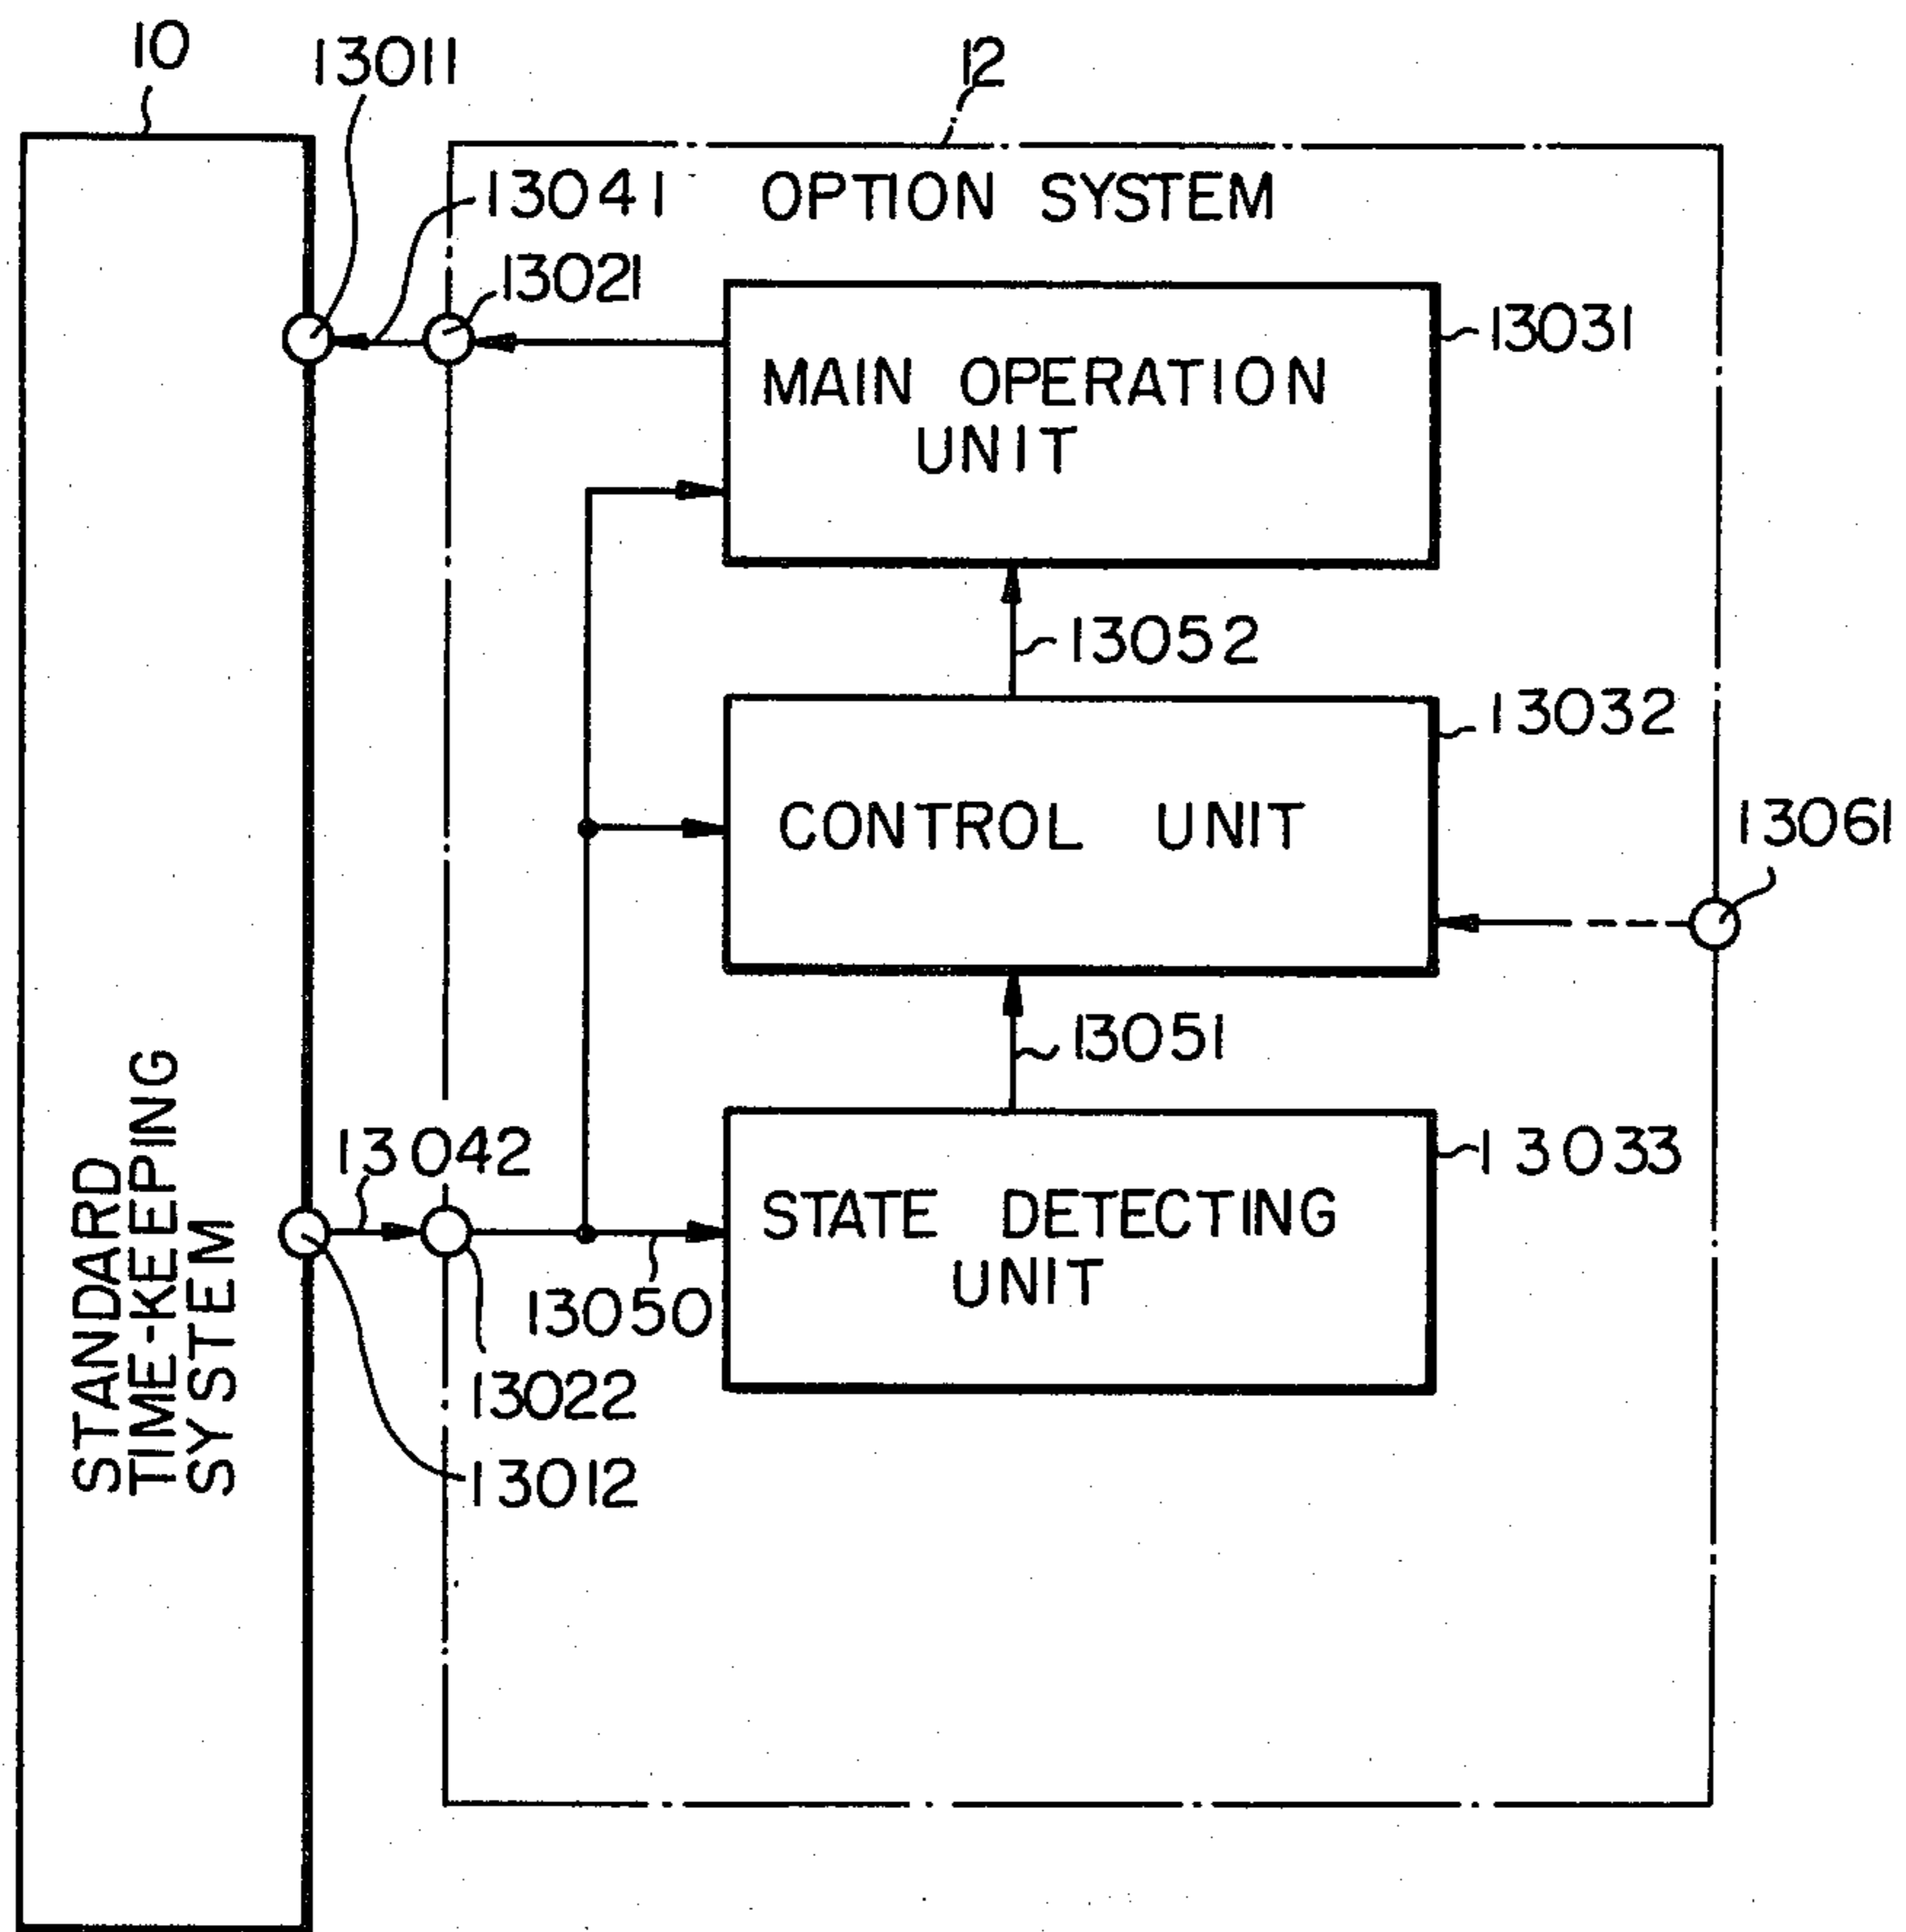 10
13011
12
13041
OPTION SYSTEM
13021
13031
MAIN OPERATION
UNIT
13052
13032
CONTROL UNIT
13061
13051
13042
13033
STATE DETECTING
UNIT
13050
13022
13012
STANDARD
TIME-KEEPING
SYSTEM